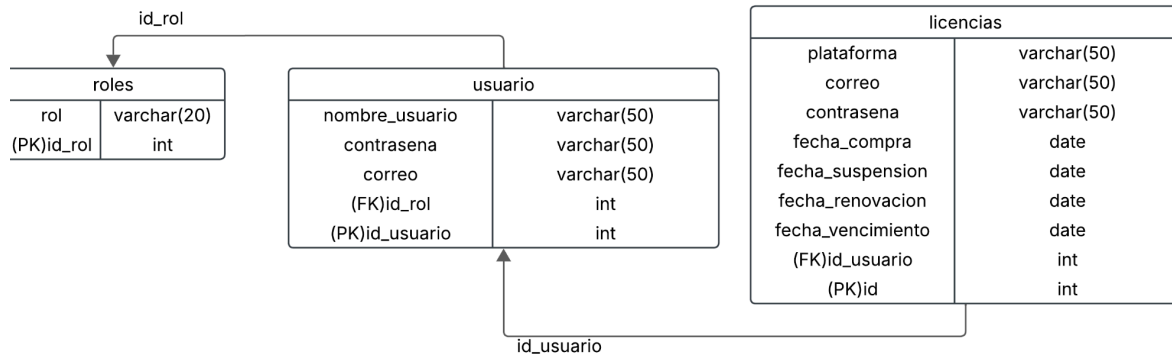 id_rol
roles
rol varchar(20)
(PK)id_rol int
usuario
nombre_usuario varchar(50)
contrasena varchar(50)
correo varchar(50)
(FK)id_rol int
(PK)id_usuario int
licencias
plataforma varchar(50)
correo varchar(50)
contrasena varchar(50)
fecha_compra date
fecha_suspension date
fecha_renovacion date
fecha_vencimiento date
(FK)id_usuario int
(PK)id int
id_usuario